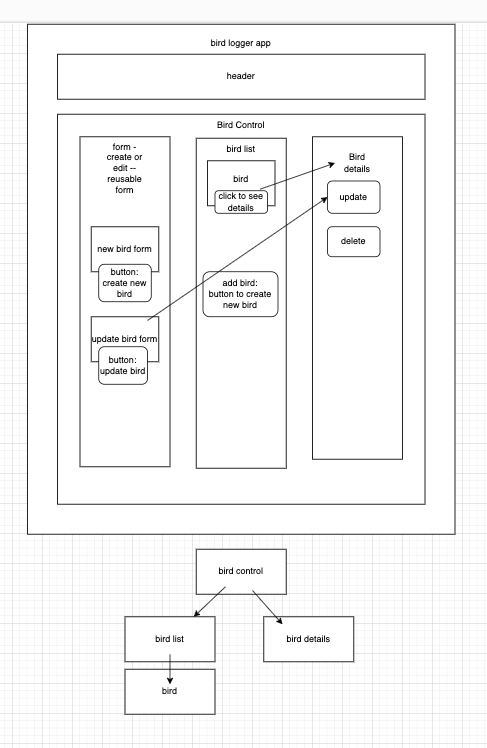 bird logger app
header
Bird Control
form -
create or
edit --
reusable
form
new bird form
button:
create new
bird
update bird form
button:
update bird
bird list
bird
click to see
details
add bird:
button to create
new bird
Bird
details
update
delete
bird control
bird list
bird details
bird